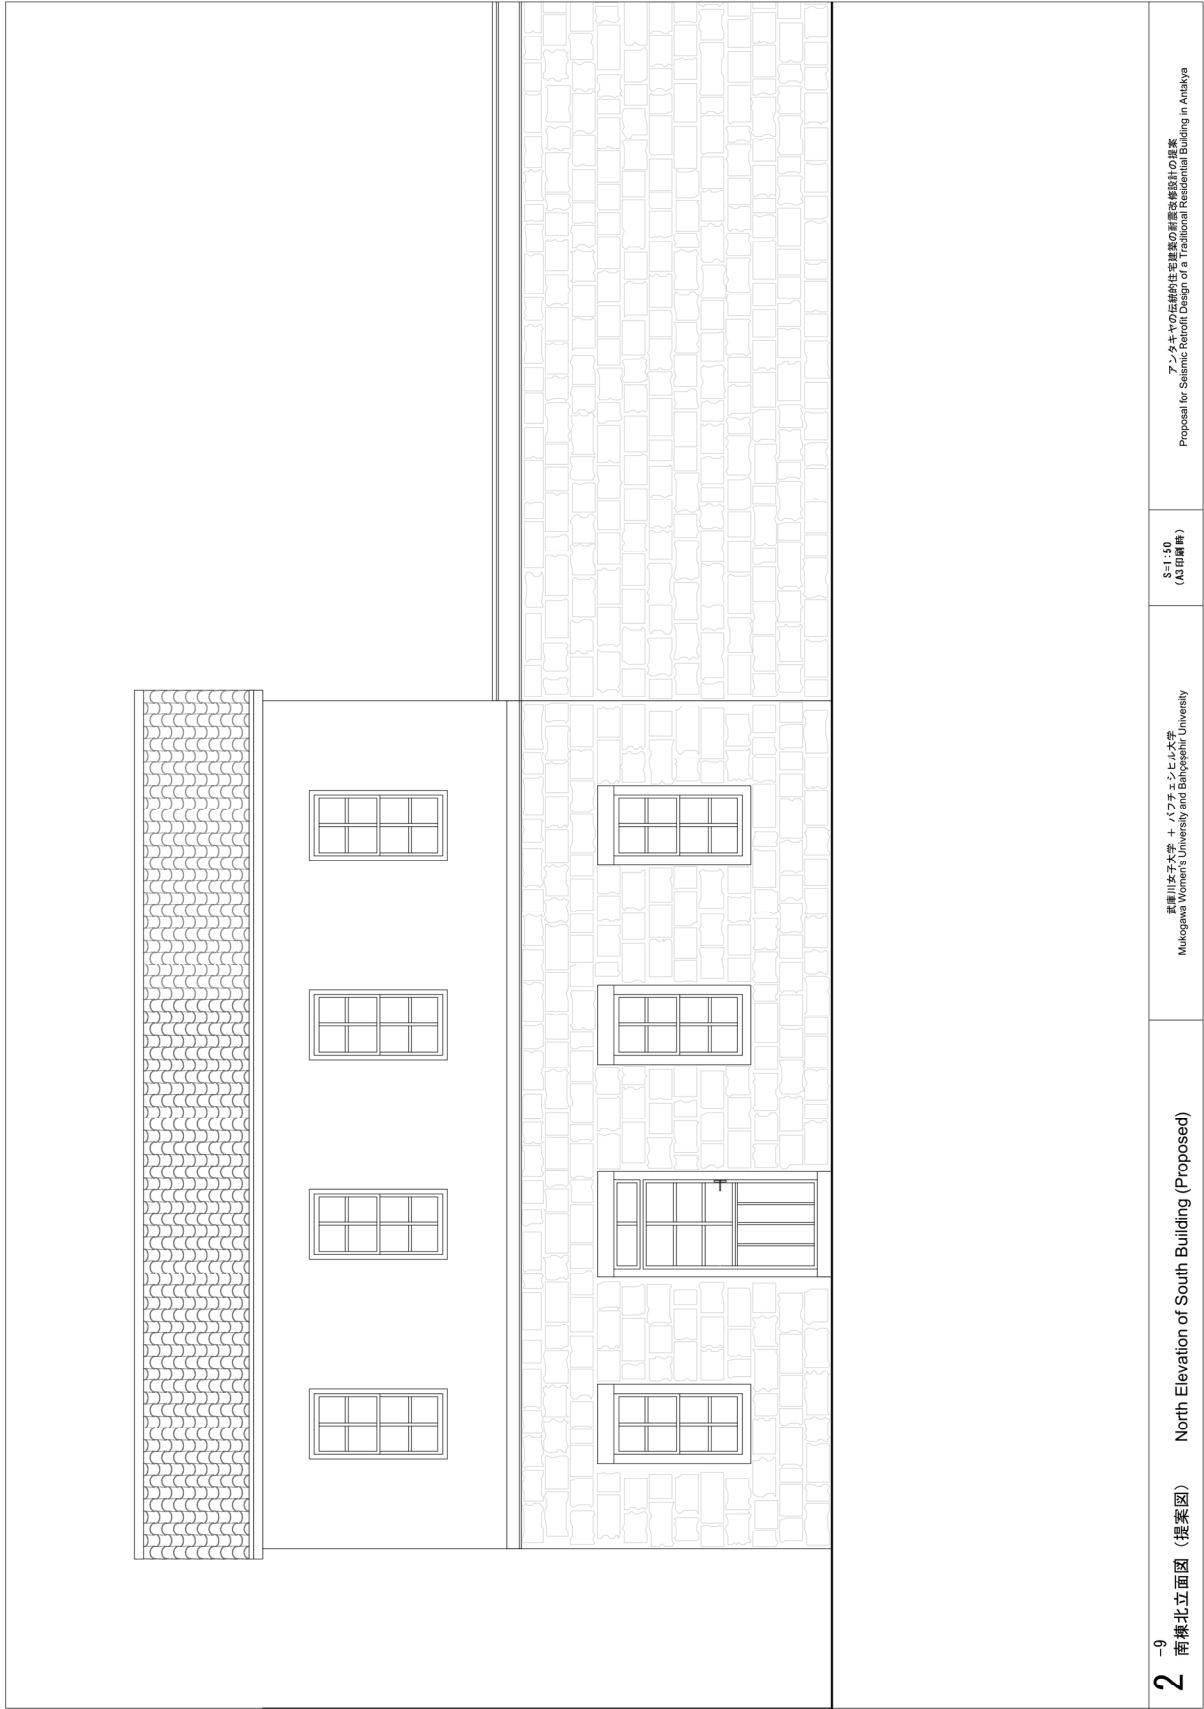 2 -9
南棟北立面図（提案図） North Elevation of South Building (Proposed)
武庫川女子大学 + バフチェシヒル大学
Mukogawa Women's University and Bahçeşehir University
S=1:50
（A3印刷時）
アンタキヤの伝統的住宅建築の耐震改修設計の提案
Proposal for Seismic Retrofit Design of a Traditional Residential Building in Antakya